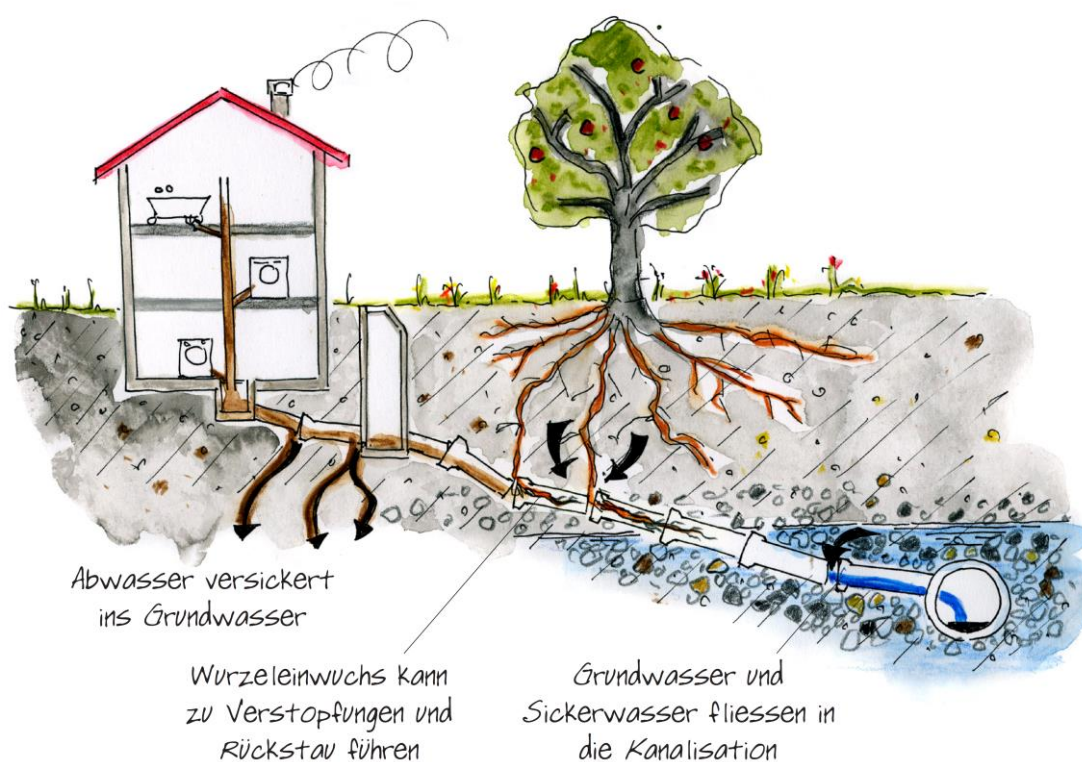 Abwasser versickert
ins Grundwasser
Wurzeleinwuchs kann
zu Verstopfungen und
Rückstau führen
Grundwasser und
Sickerwasser fliessen in
die Kanalisation